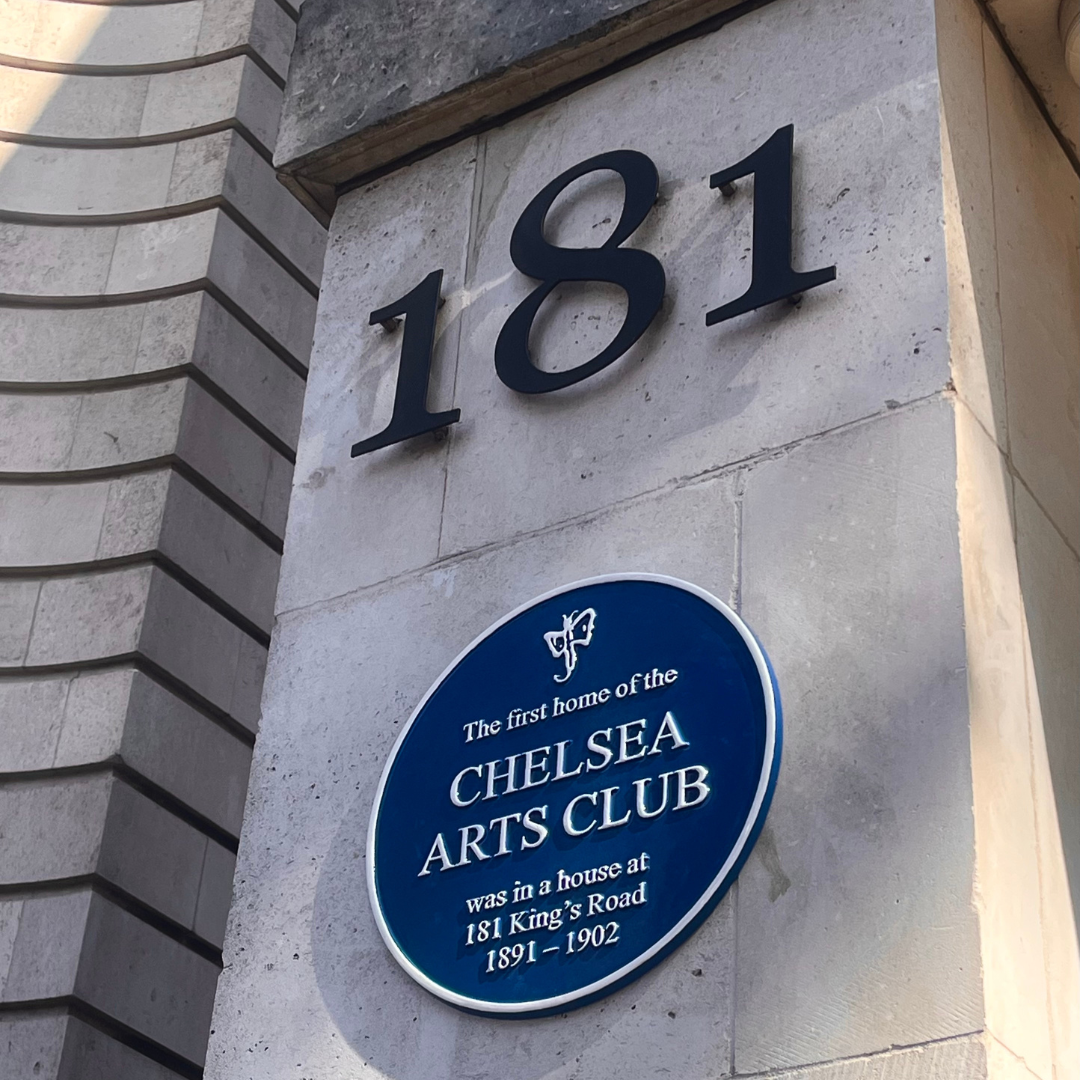 181
The first home of the
CHELSEA
ARTS CLUB
was in a house at
181 King's Road
1891 – 1902